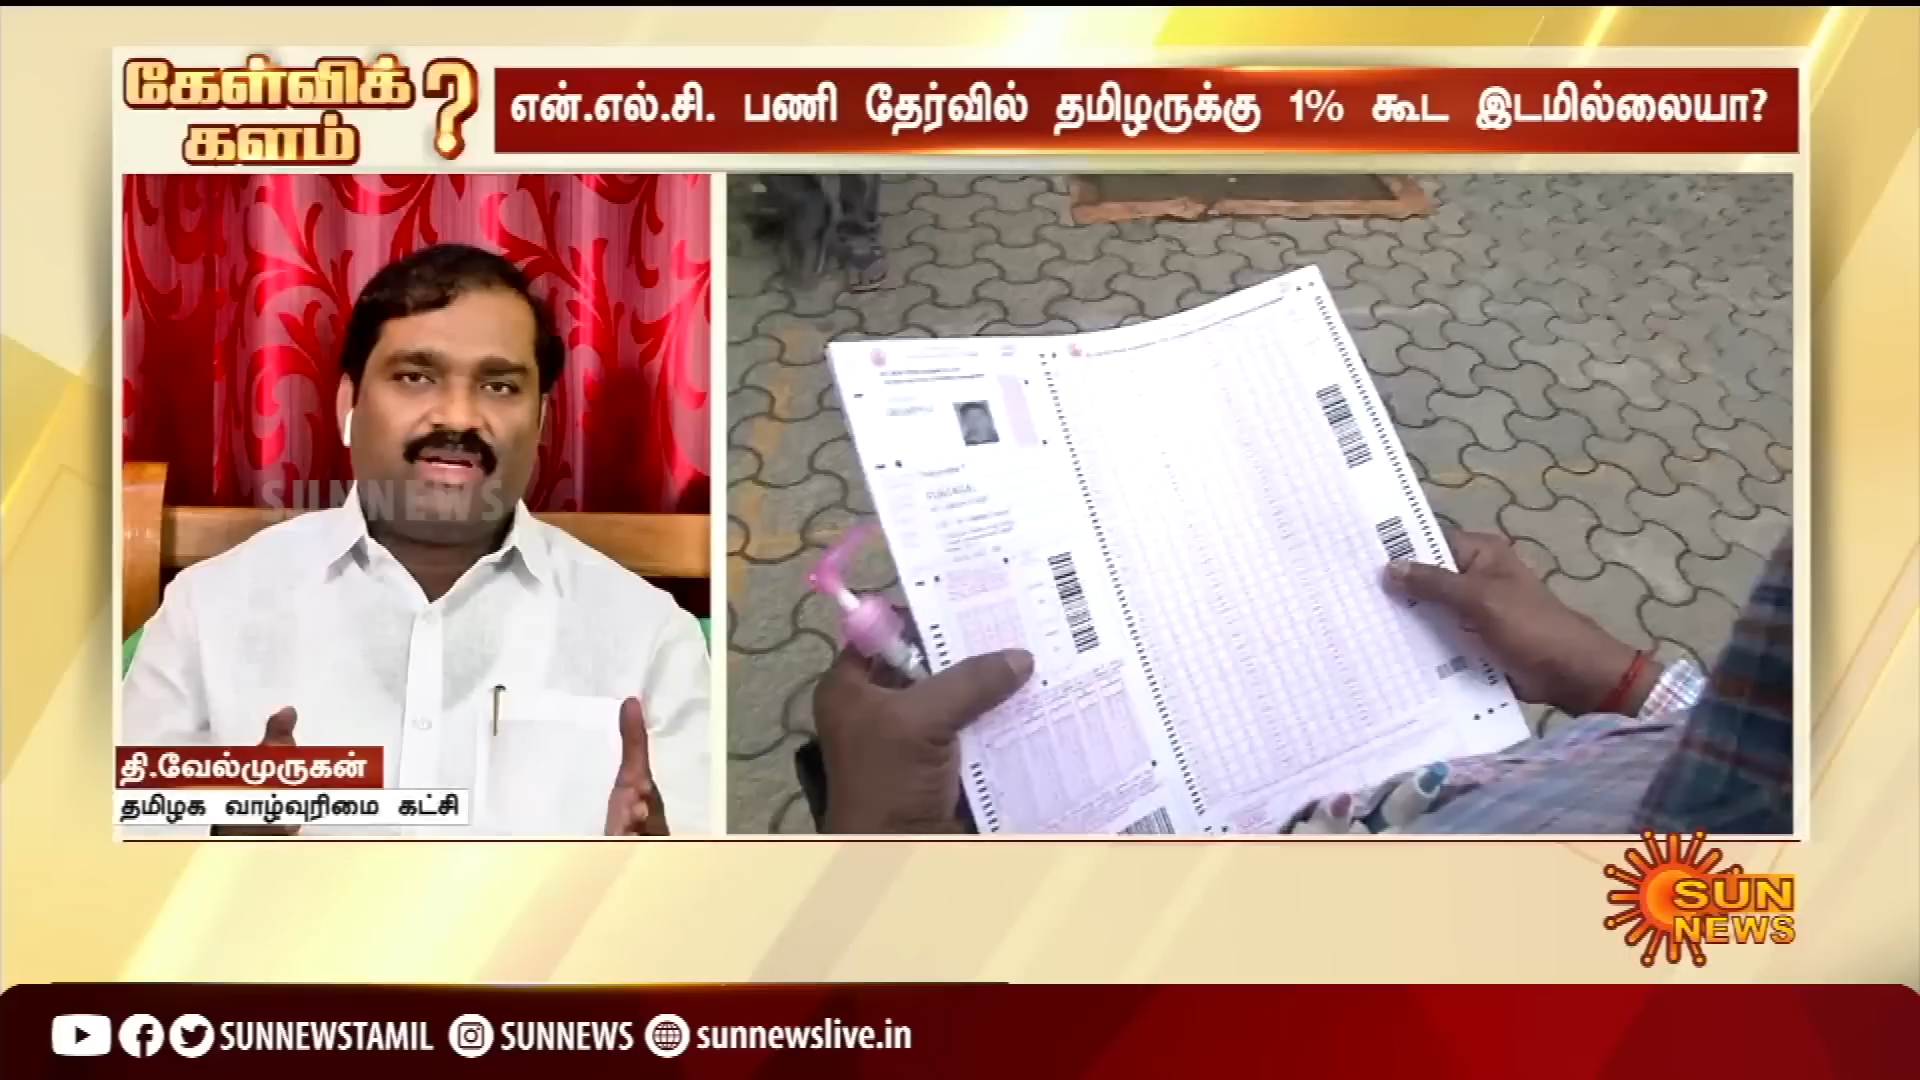 கேள்விக்
களம்
?
என்.எல்.சி. பணி தேர்வில் தமிழருக்கு 1% கூட இடமில்லையா?
SUNNEWS
தி.வேல்முருகன்
தமிழக வாழ்வுரிமை கட்சி
SUN
NEWS
SUNNEWSTAMIL SUNNEWS sunnewslive.in